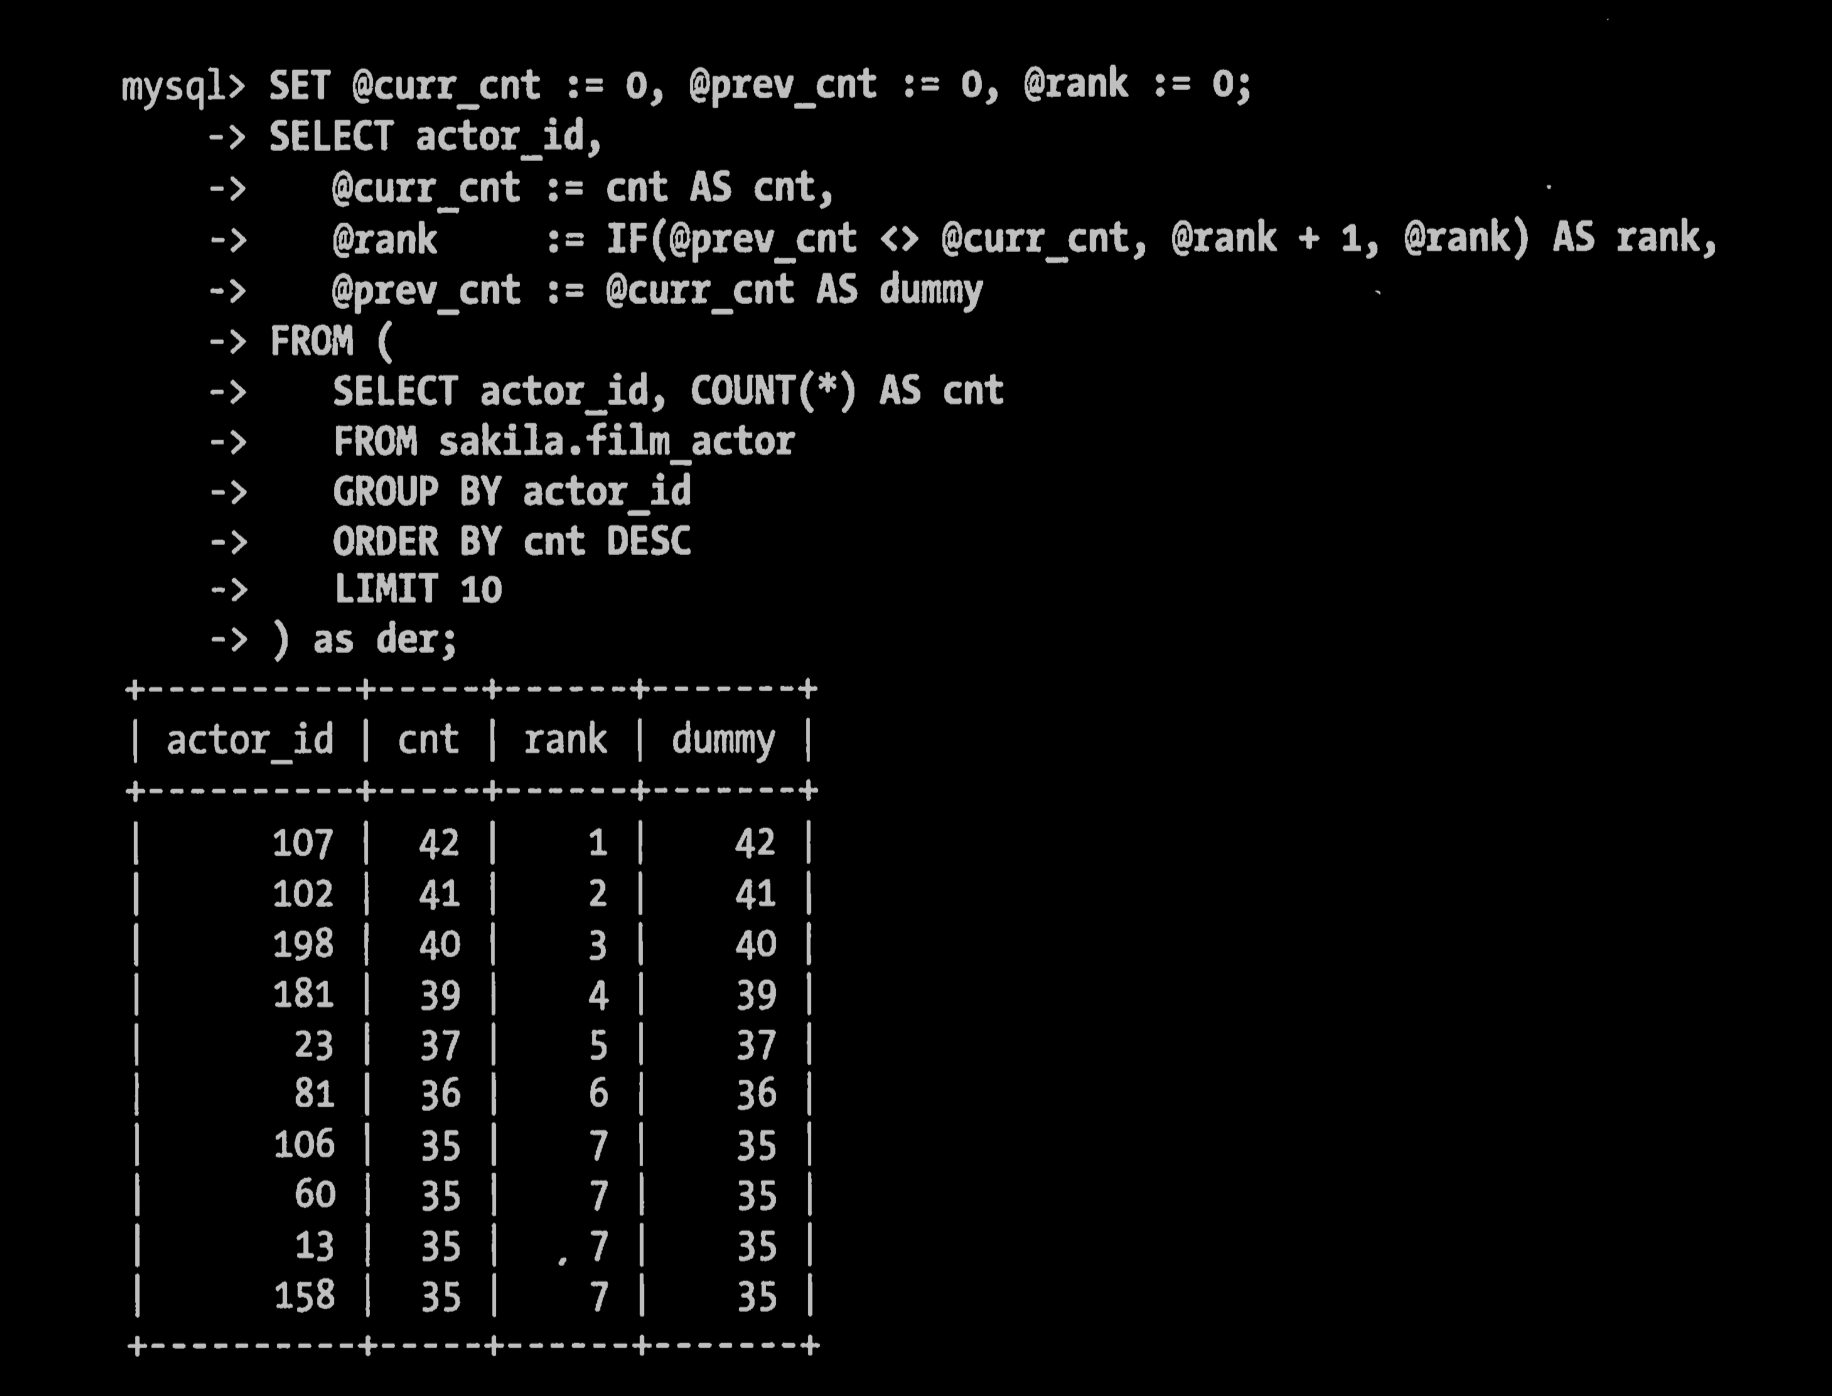 mysql> SET @curr_cnt := 0, @prev_cnt := 0, @rank := 0;
    -> SELECT actor_id,
    ->    @curr_cnt := cnt AS cnt,
    ->    @rank     := IF(@prev_cnt <> @curr_cnt, @rank + 1, @rank) AS rank,
    ->    @prev_cnt := @curr_cnt AS dummy
    -> FROM (
    ->    SELECT actor_id, COUNT(*) AS cnt
    ->    FROM sakila.film_actor
    ->    GROUP BY actor_id
    ->    ORDER BY cnt DESC
    ->    LIMIT 10
    -> ) as der;
+----------+-----+------+-------+
| actor_id | cnt | rank | dummy |
+----------+-----+------+-------+
|      107 |  42 |    1 |    42 |
|      102 |  41 |    2 |    41 |
|      198 |  40 |    3 |    40 |
|      181 |  39 |    4 |    39 |
|       23 |  37 |    5 |    37 |
|       81 |  36 |    6 |    36 |
|      106 |  35 |    7 |    35 |
|       60 |  35 |    7 |    35 |
|       13 |  35 |    7 |    35 |
|      158 |  35 |    7 |    35 |
+----------+-----+------+-------+